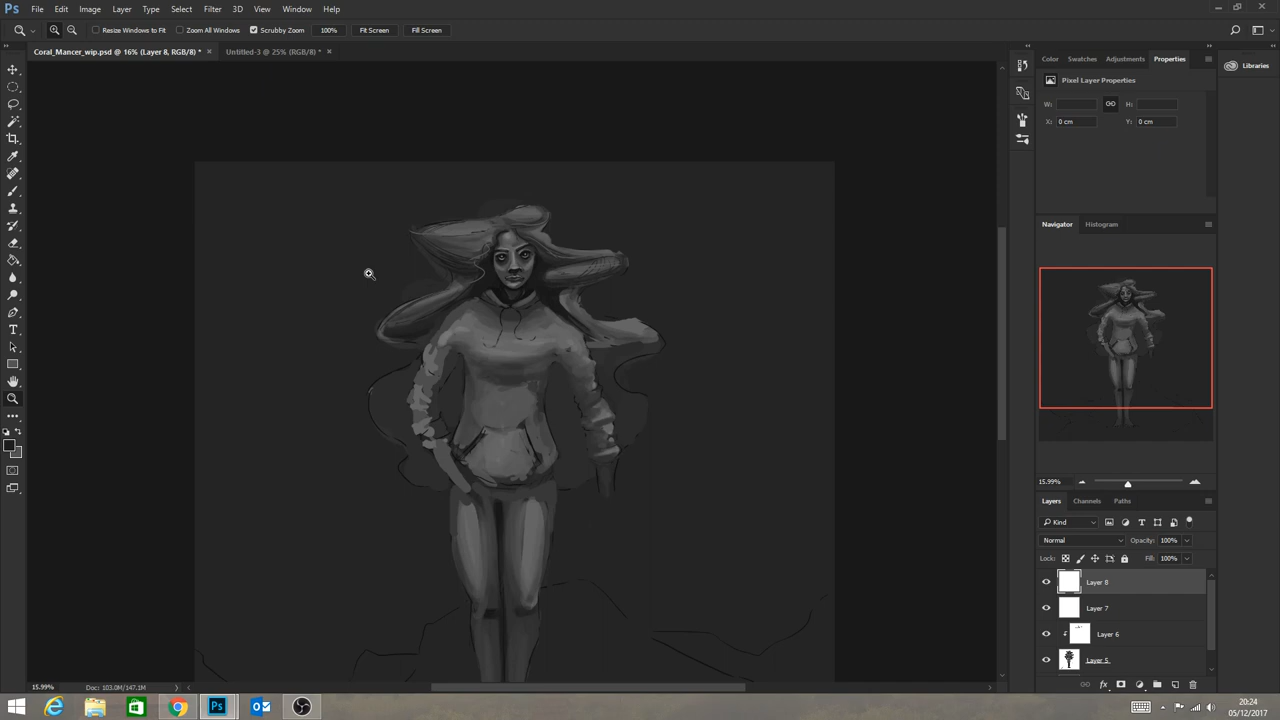 Ps File Edit Image Layer Type Select Filter 3D View Window Help
Resize Windows to Fit Zoom All Windows Scrubby Zoom 100% Fit Screen Fill Screen
Coral_Mancer_wip.psd @ 16% (Layer 8, RGB/8) * × Untitled-3 @ 25% (RGB/8) * ×
Color Swatches Adjustments Properties
Libraries
Pixel Layer Properties
W: H:
X: 0 cm Y: 0 cm
Navigator Histogram
15.99%
Layers Channels Paths
Kind
Normal Opacity: 100%
Lock: Fill: 100%
Layer 8
Layer 7
Layer 6
Layer 5
15.99% Doc: 103.0M/147.1M
20:24
05/12/2017